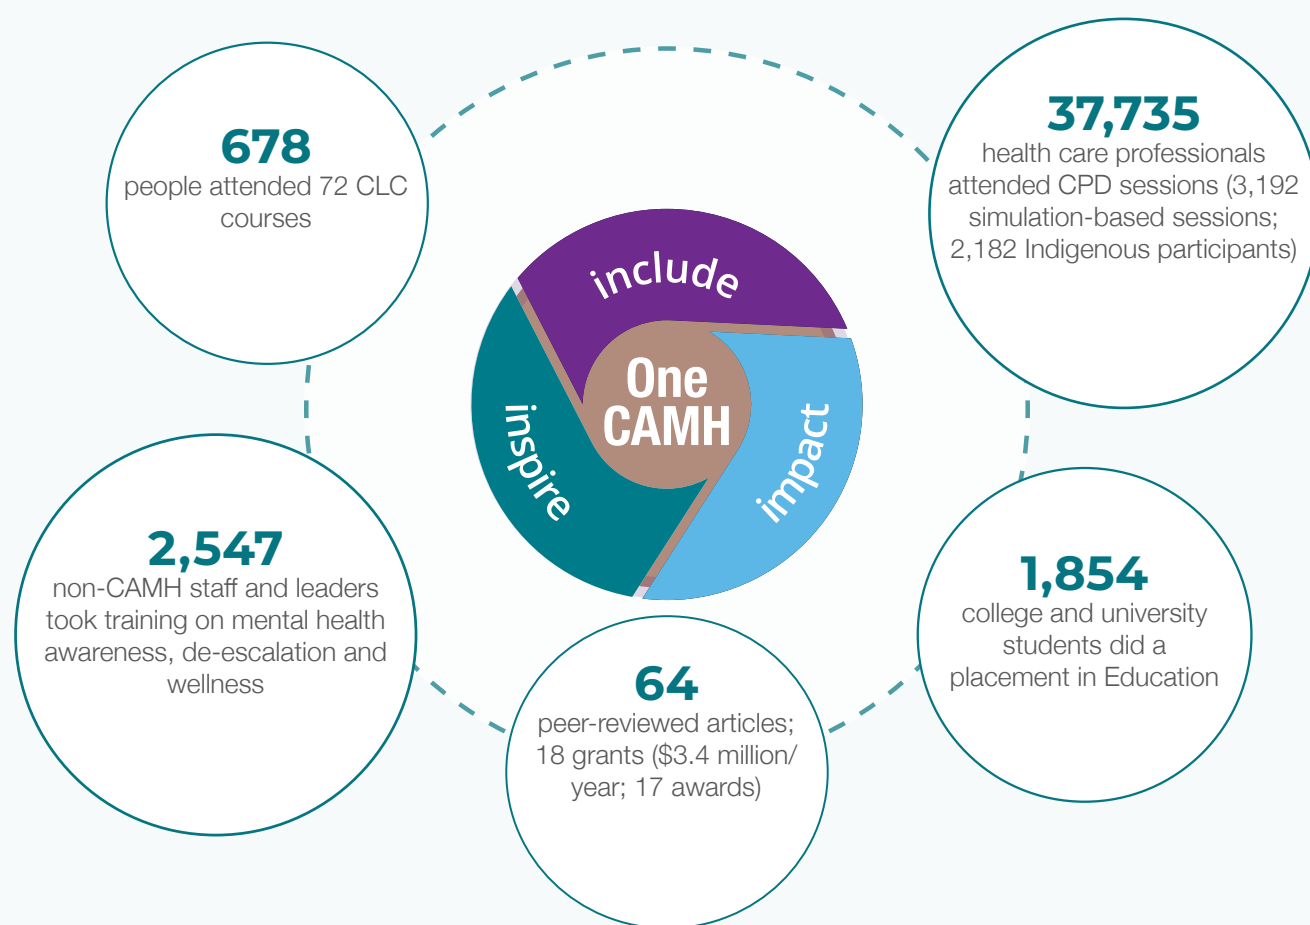 678
people attended 72 CLC
courses
37,735
health care professionals
attended CPD sessions (3,192
simulation-based sessions;
2,182 Indigenous participants)
include
One
CAMH
inspire
impact
2,547
non-CAMH staff and leaders
took training on mental health
awareness, de-escalation and
wellness
1,854
college and university
students did a
placement in Education
64
peer-reviewed articles;
18 grants ($3.4 million/
year; 17 awards)